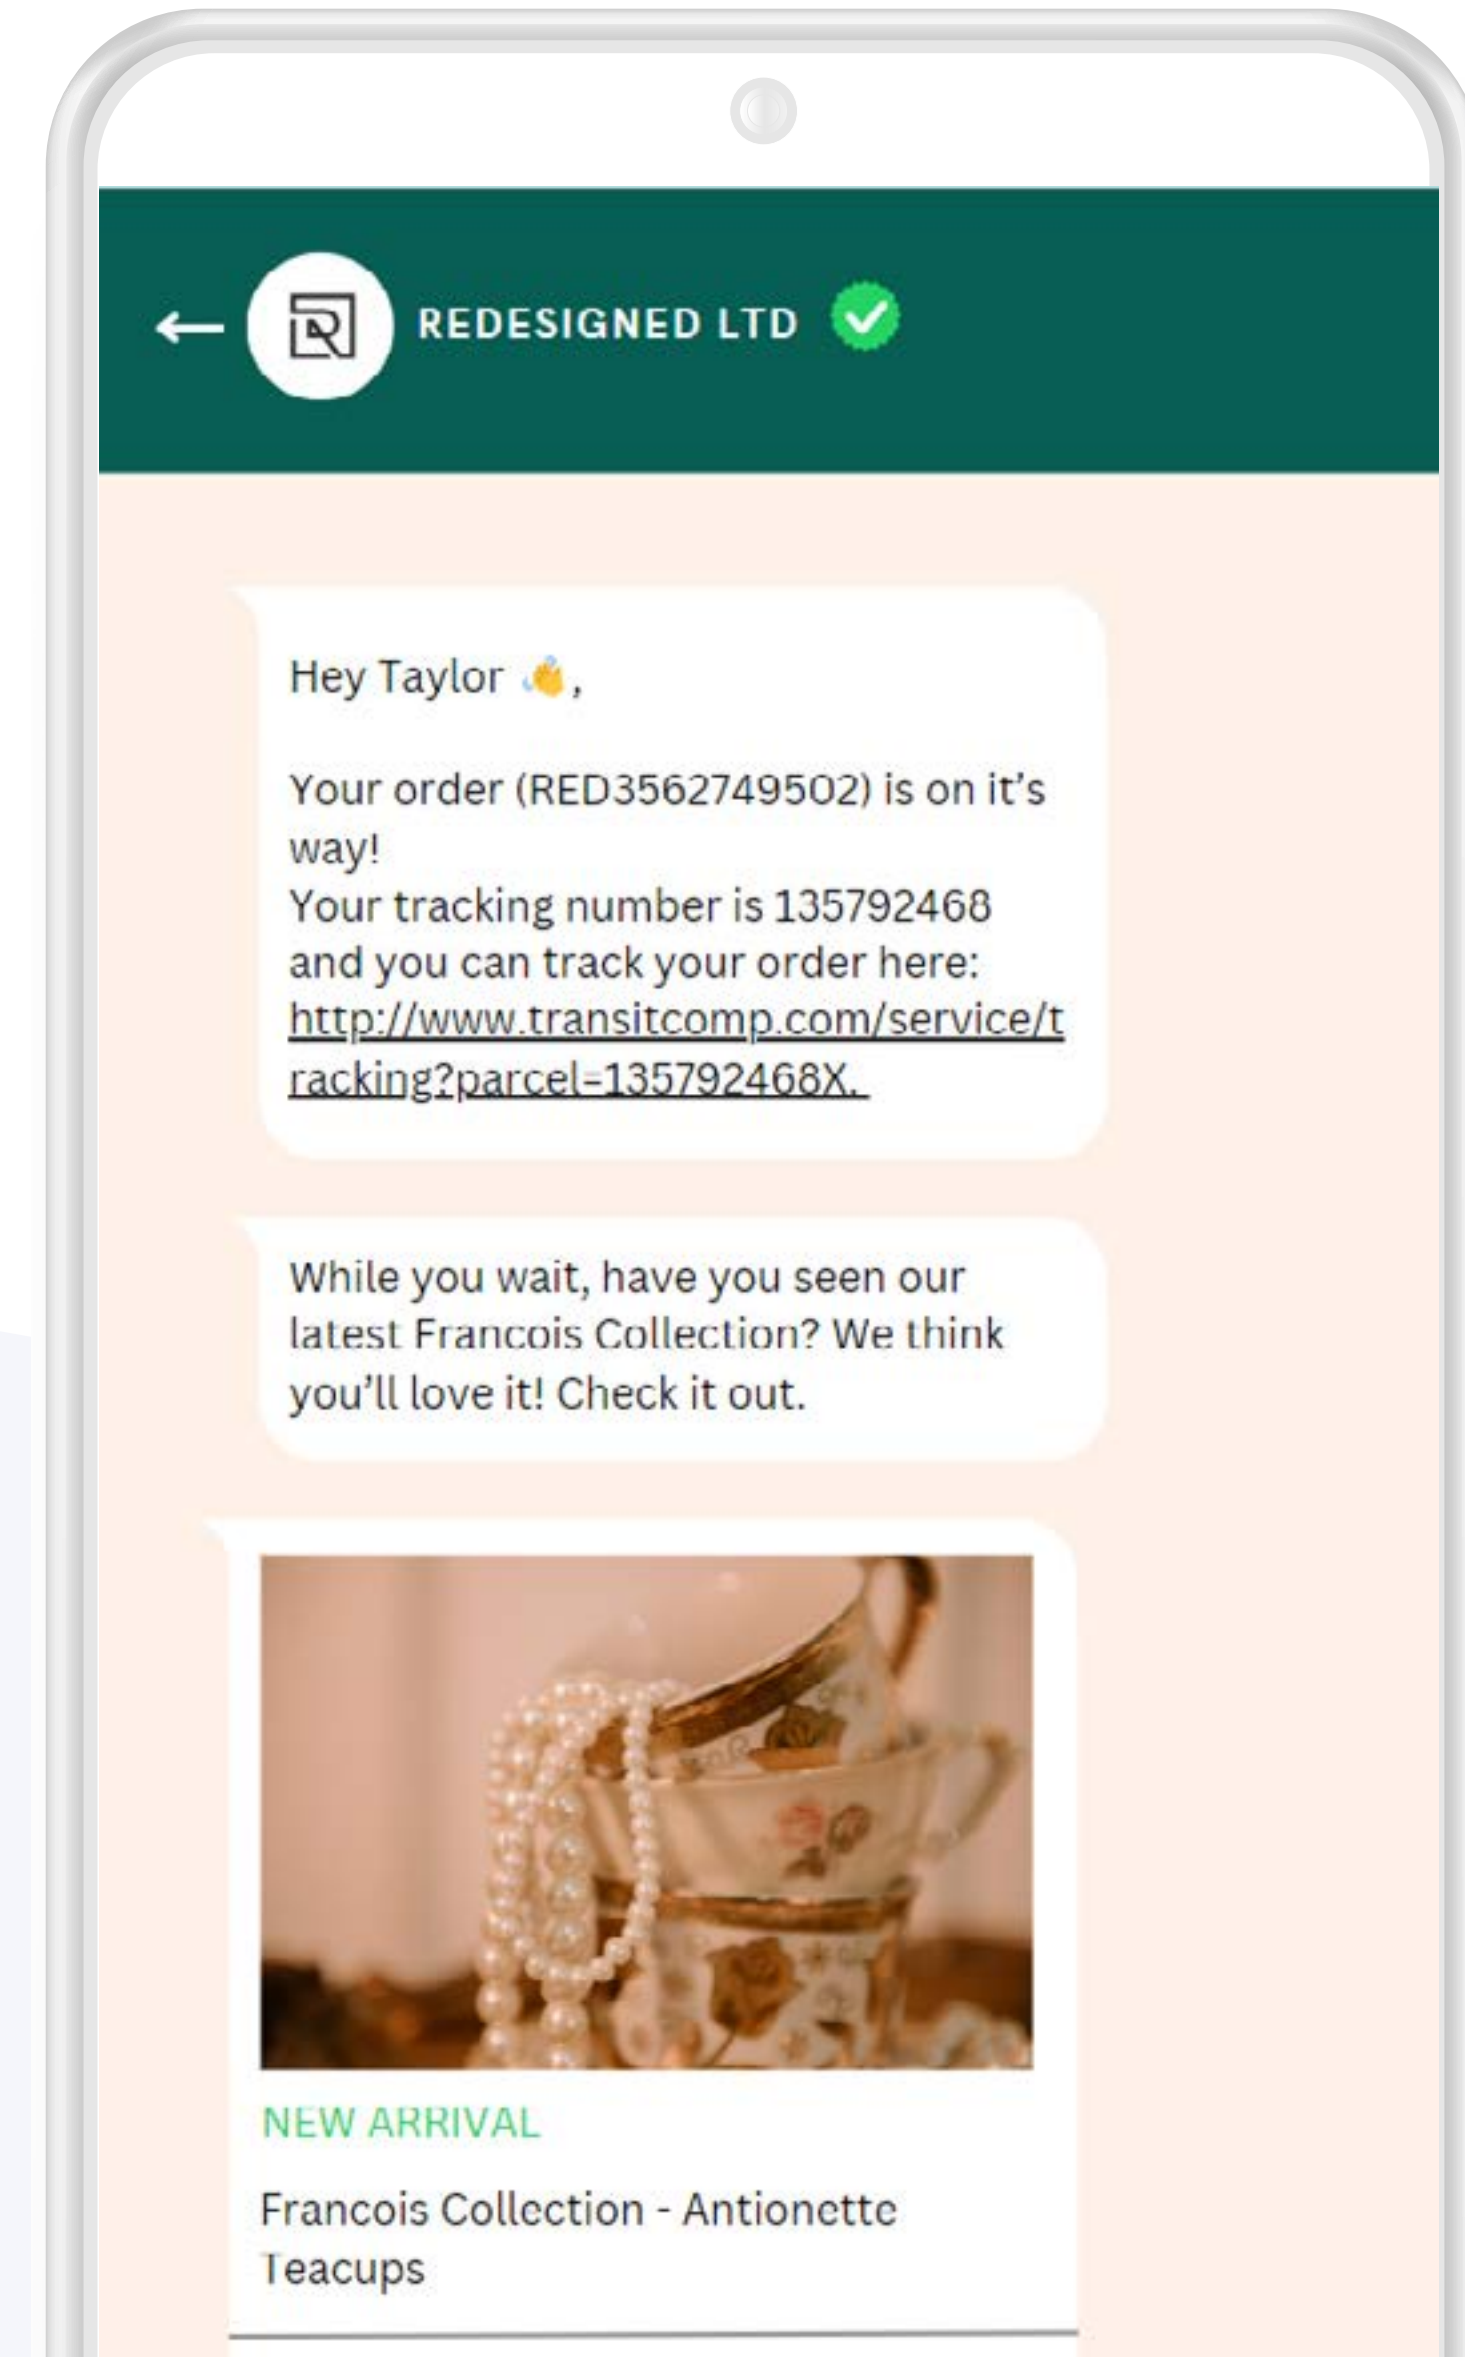 REDESIGNED LTD
Hey Taylor 👋,
Your order (RED3562749502) is on it's
way!
Your tracking number is 135792468
and you can track your order here:
http://www.transitcomp.com/service/t
racking?parcel=135792468X.
While you wait, have you seen our
latest Francois Collection? We think
you'll love it! Check it out.
NEW ARRIVAL
Francois Collection - Antionette
Teacups